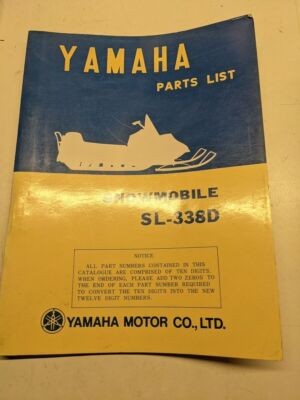 YAMAHA
PARTS LIST
SNOWMOBILE
SL-338D
NOTICE
ALL PART NUMBERS CONTAINED IN THIS
CATALOGUE ARE COMPRISED OF TEN DIGITS.
WHEN ORDERING, PLEASE ADD TWO ZEROS TO
THE END OF EACH PART NUMBER REQUIRED
TO CONVERT THE TEN DIGITS INTO THE NEW
TWELVE DIGIT NUMBERS.
YAMAHA MOTOR CO., LTD.